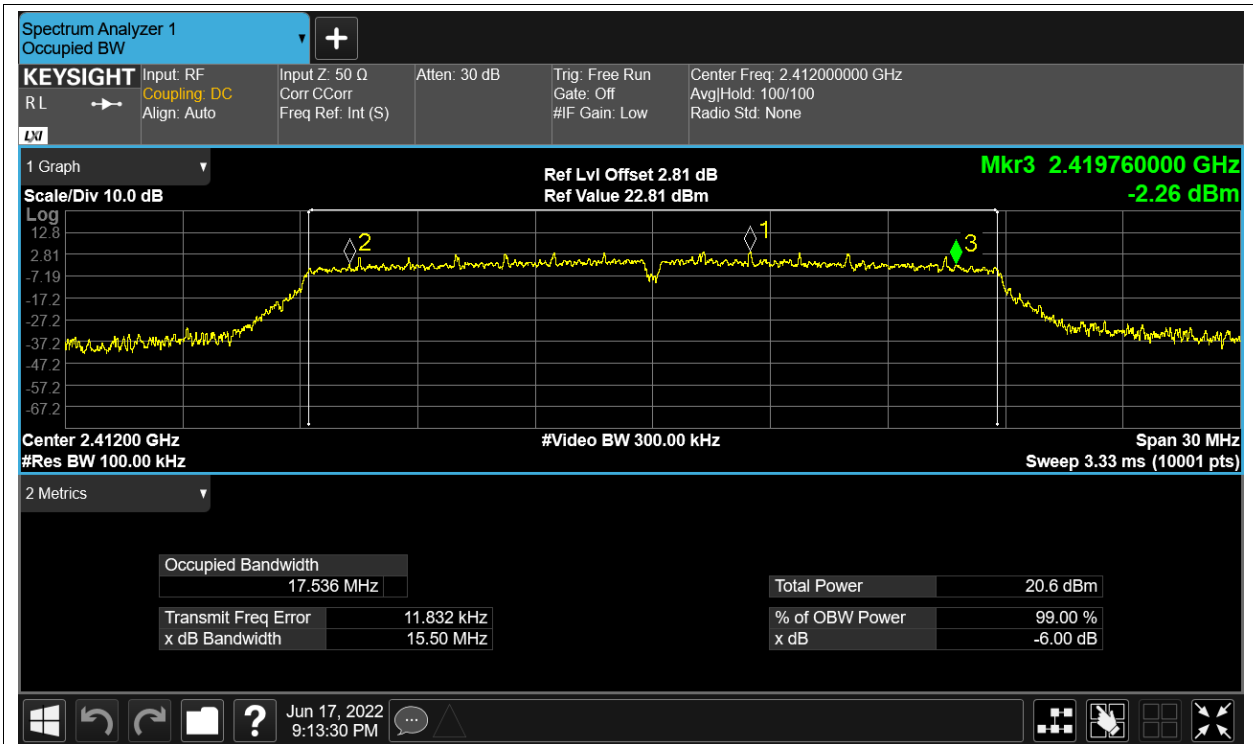 Spectrum Analyzer 1
Occupied BW
+
KEYSIGHT
RL
LXI
Input: RF
Coupling: DC
Align: Auto
Input Z: 50 Ω
Corr CCorr
Freq Ref: Int (S)
Atten: 30 dB
Trig: Free Run
Gate: Off
#IF Gain: Low
Center Freq: 2.412000000 GHz
Avg|Hold: 100/100
Radio Std: None
1 Graph
Scale/Div 10.0 dB
Ref Lvl Offset 2.81 dB
Ref Value 22.81 dBm
Mkr3 2.419760000 GHz
-2.26 dBm
Log
12.8
2.81
-7.19
-17.2
-27.2
-37.2
-47.2
-57.2
-67.2
2
1
3
Center 2.41200 GHz
#Video BW 300.00 kHz
Span 30 MHz
#Res BW 100.00 kHz
Sweep 3.33 ms (10001 pts)
2 Metrics
Occupied Bandwidth
17.536 MHz
Total Power 20.6 dBm
Transmit Freq Error 11.832 kHz
% of OBW Power 99.00 %
x dB Bandwidth 15.50 MHz
x dB -6.00 dB
?
Jun 17, 2022
9:13:30 PM